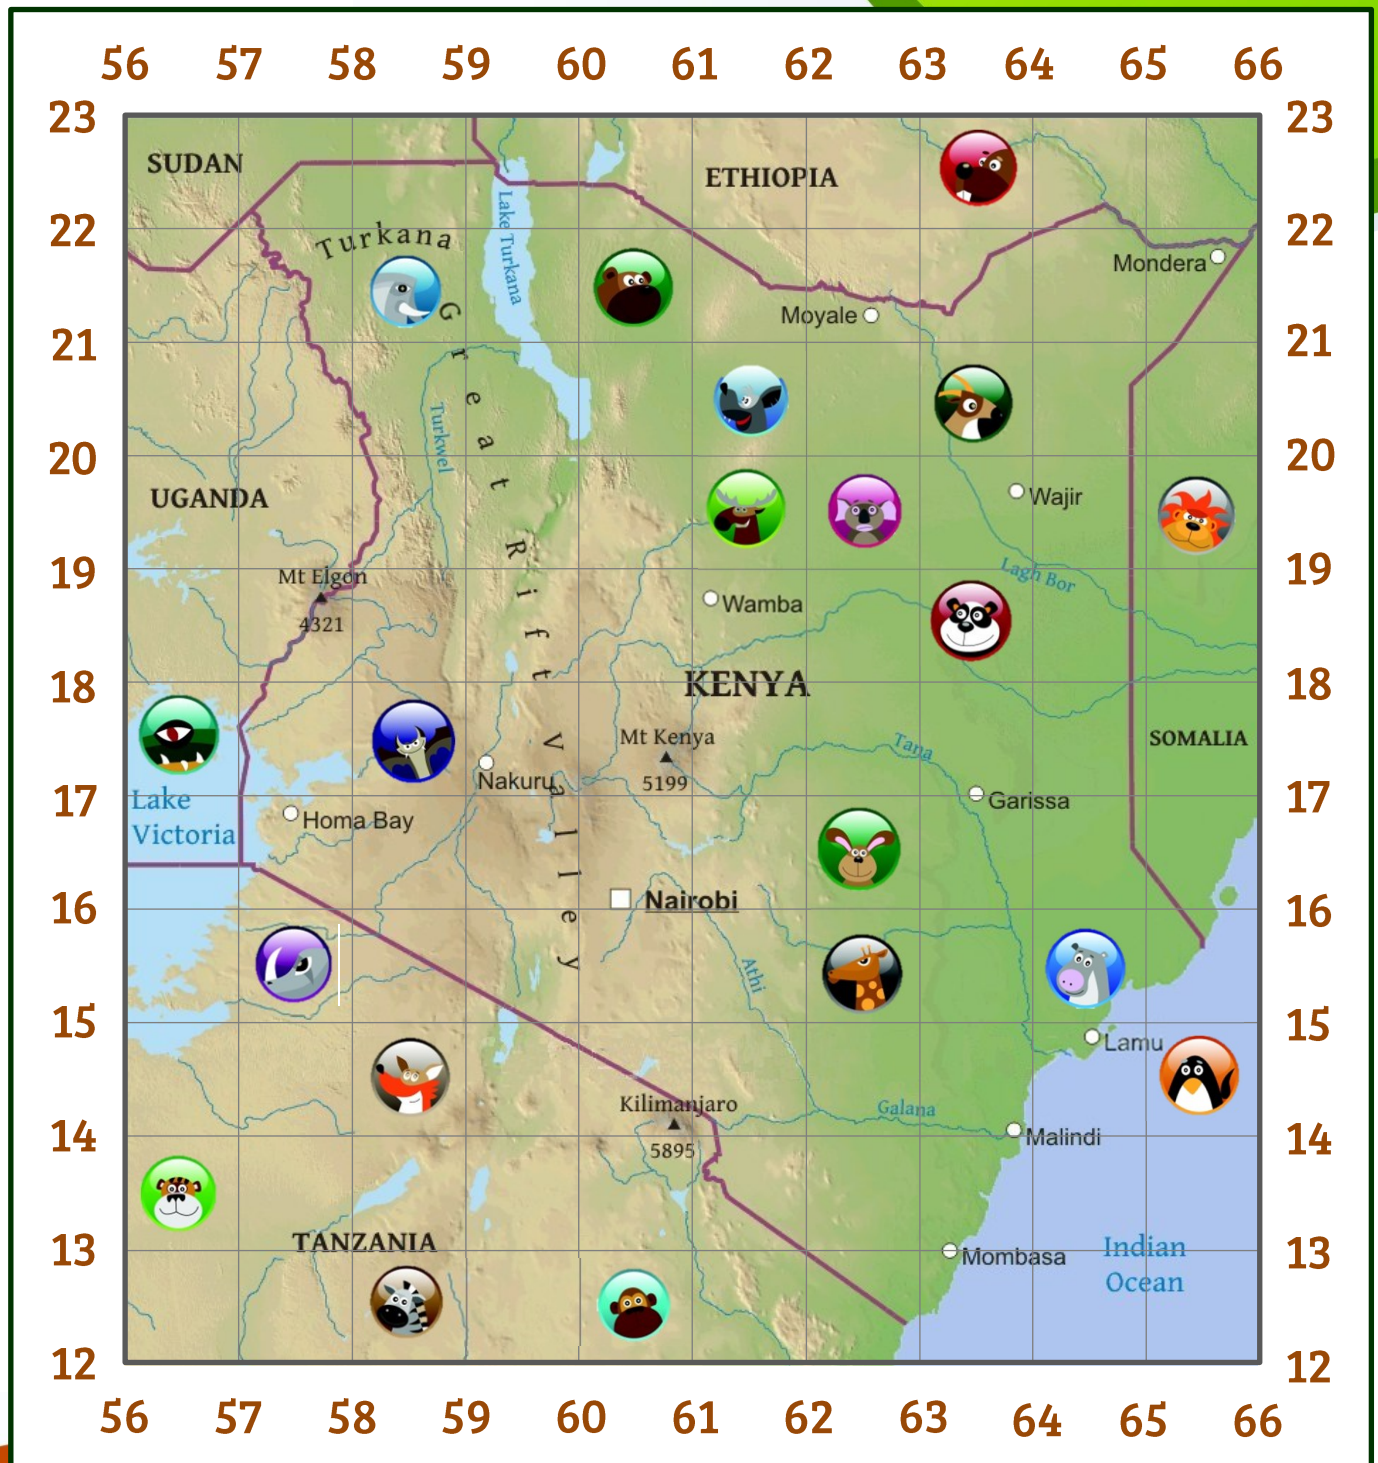 56 57 58 59 60 61 62 63 64 65 66
23 23
SUDAN
ETHIOPIA
22 22
Turkana
Lake Turkana
Mondera
Moyale
21 21
Great Rift Valley
Turkwel
20 20
UGANDA
Wajir
19 19
Mt Elgon
4321
Lagh Bor
Wamba
18 18
KENYA
Mt Kenya
5199
Tana
SOMALIA
Nakuru
17 17
Lake
Victoria
Homa Bay
Garissa
16 16
Nairobi
Athi
15 15
Lamu
Kilimanjaro
5895
Galana
14 14
Malindi
13 13
TANZANIA
Mombasa
Indian
Ocean
12 12
56 57 58 59 60 61 62 63 64 65 66